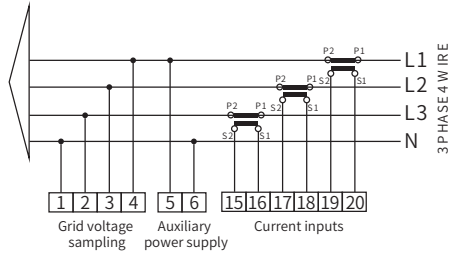 P2 P1
L1
S2 S1
P2 P1
L2
S2 S1
P2 P1
L3
S2 S1
N
3 PHASE 4 WIRE
1 2 3 4 5 6 15 16 17 18 19 20
Grid voltage
sampling
Auxiliary
power supply
Current inputs